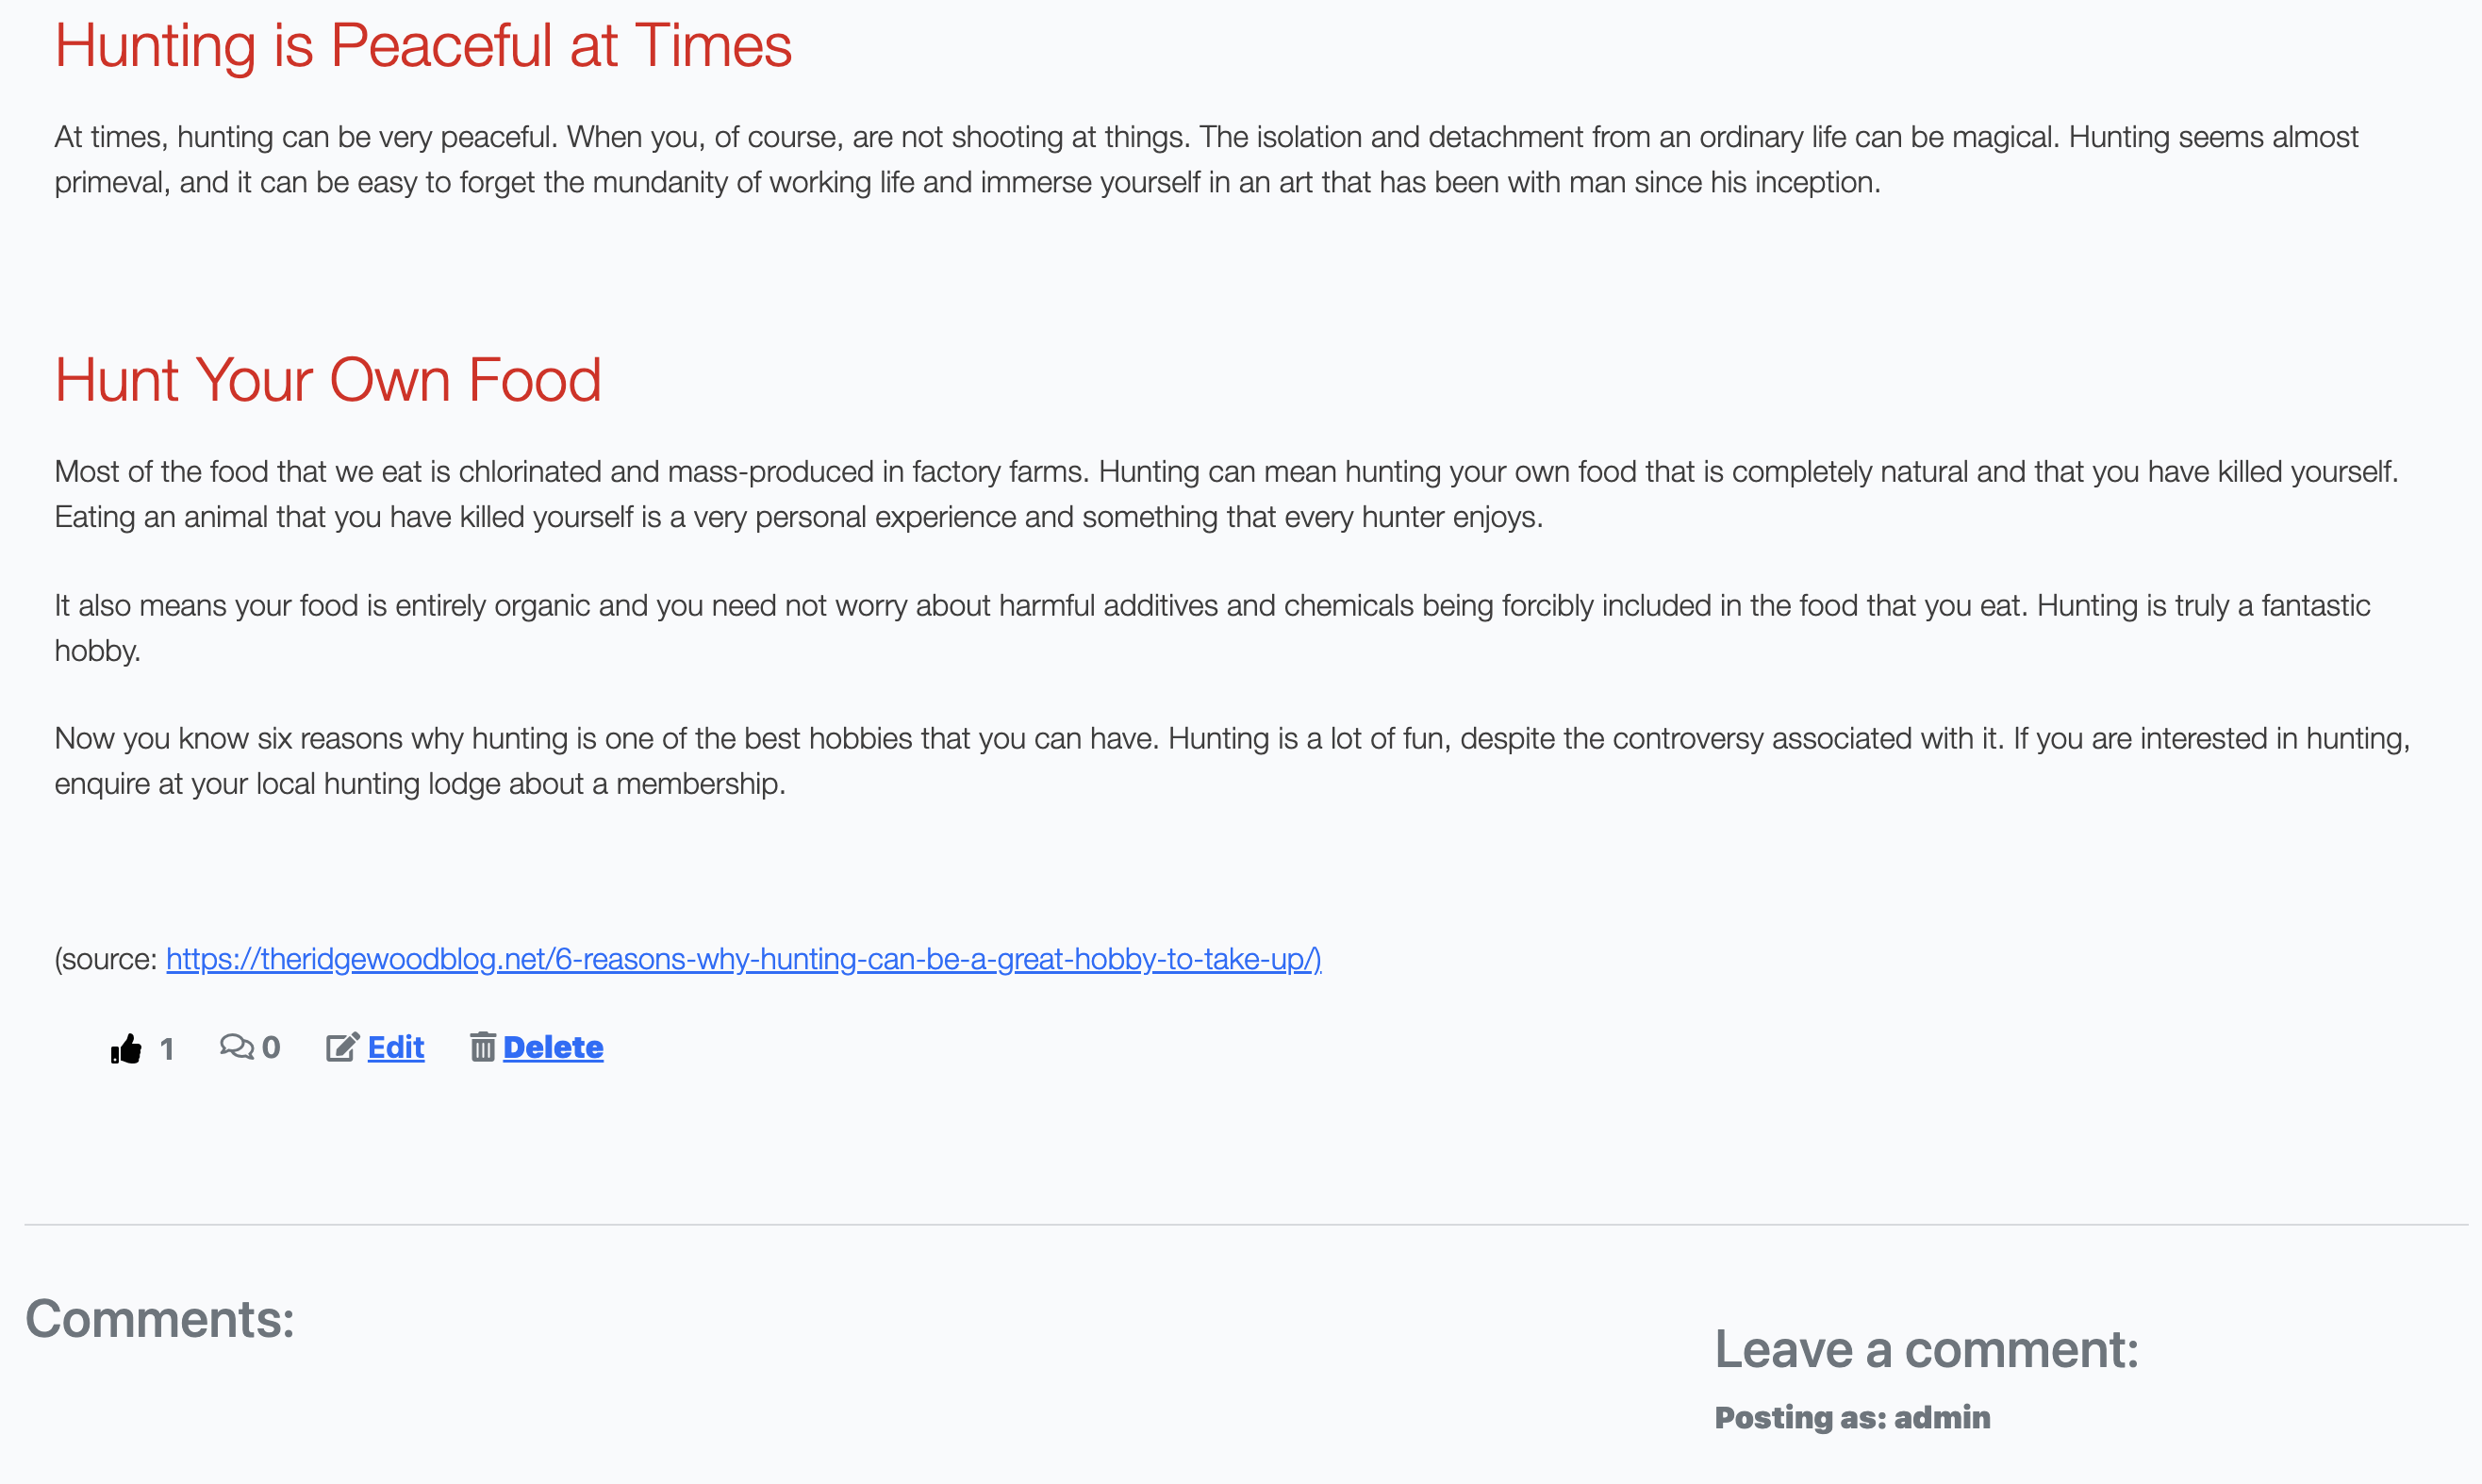 Hunting is Peaceful at Times
At times, hunting can be very peaceful. When you, of course, are not shooting at things. The isolation and detachment from an ordinary life can be magical. Hunting seems almost
primeval, and it can be easy to forget the mundanity of working life and immerse yourself in an art that has been with man since his inception.
Hunt Your Own Food
Most of the food that we eat is chlorinated and mass-produced in factory farms. Hunting can mean hunting your own food that is completely natural and that you have killed yourself.
Eating an animal that you have killed yourself is a very personal experience and something that every hunter enjoys.
It also means your food is entirely organic and you need not worry about harmful additives and chemicals being forcibly included in the food that you eat. Hunting is truly a fantastic
hobby.
Now you know six reasons why hunting is one of the best hobbies that you can have. Hunting is a lot of fun, despite the controversy associated with it. If you are interested in hunting,
enquire at your local hunting lodge about a membership.
(source: https://theridgewoodblog.net/6-reasons-why-hunting-can-be-a-great-hobby-to-take-up/)
1 0 Edit Delete
Comments:
Leave a comment:
Posting as: admin